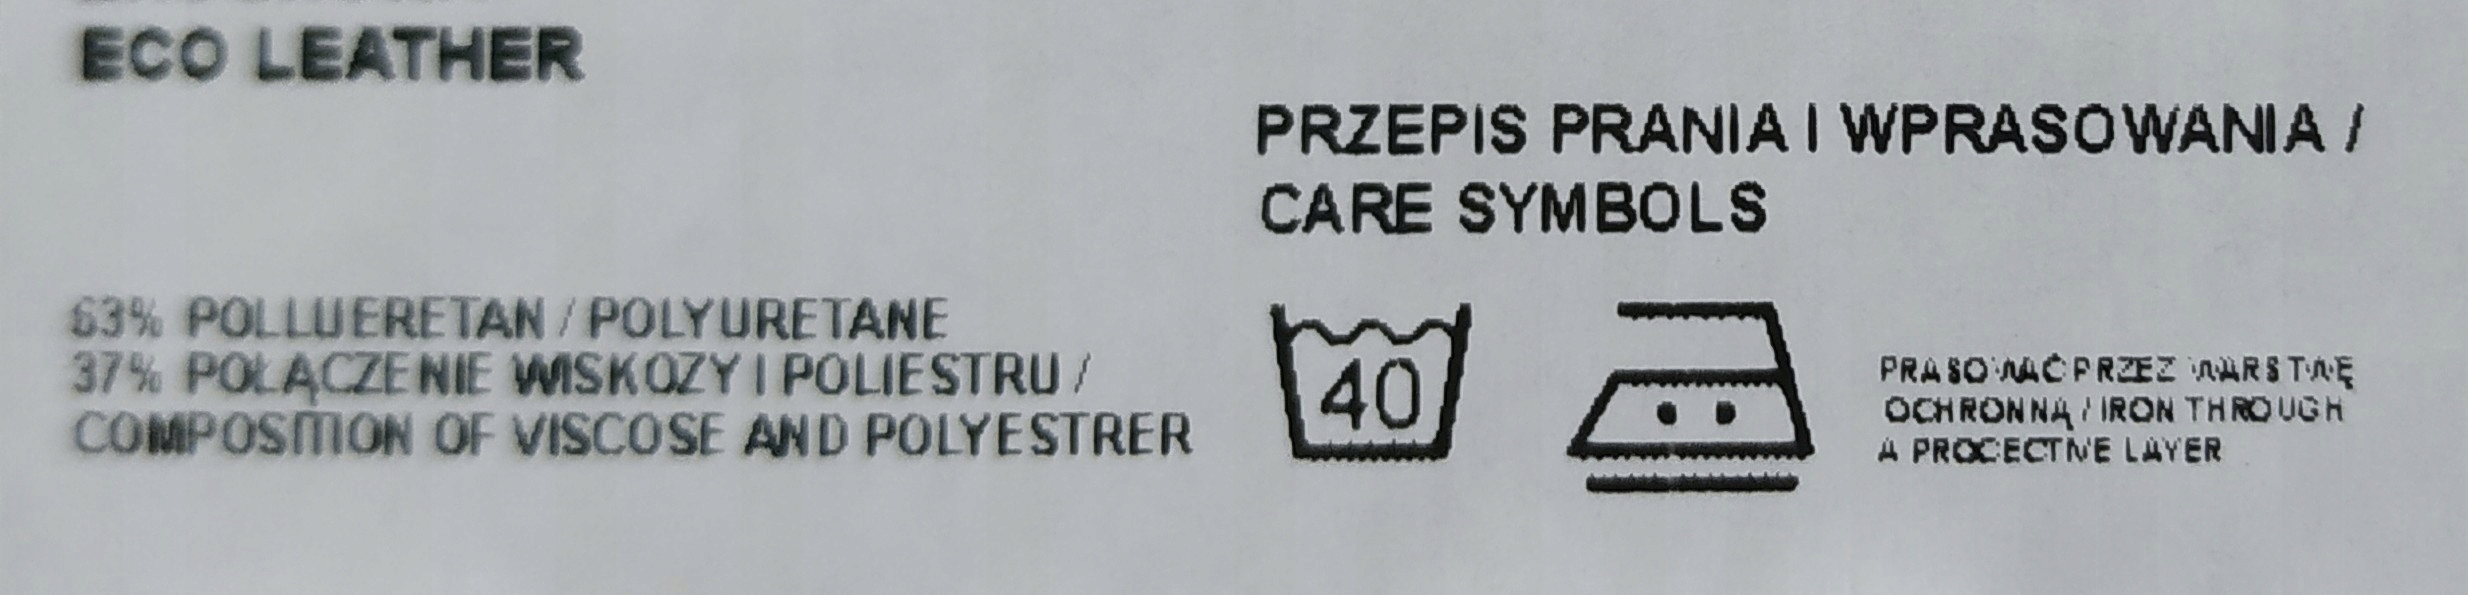 ECO LEATHER
63% POLLUERETAN / POLYURETANE
37% POŁĄCZENIE WISKOZY I POLIESTRU /
COMPOSITION OF VISCOSE AND POLYESTRER
PRZEPIS PRANIA I WPRASOWANIA /
CARE SYMBOLS
40
PRASOWAĆ PRZEZ WARSTWĘ
OCHRONNĄ / IRON THROUGH
A PROCECTIVE LAYER